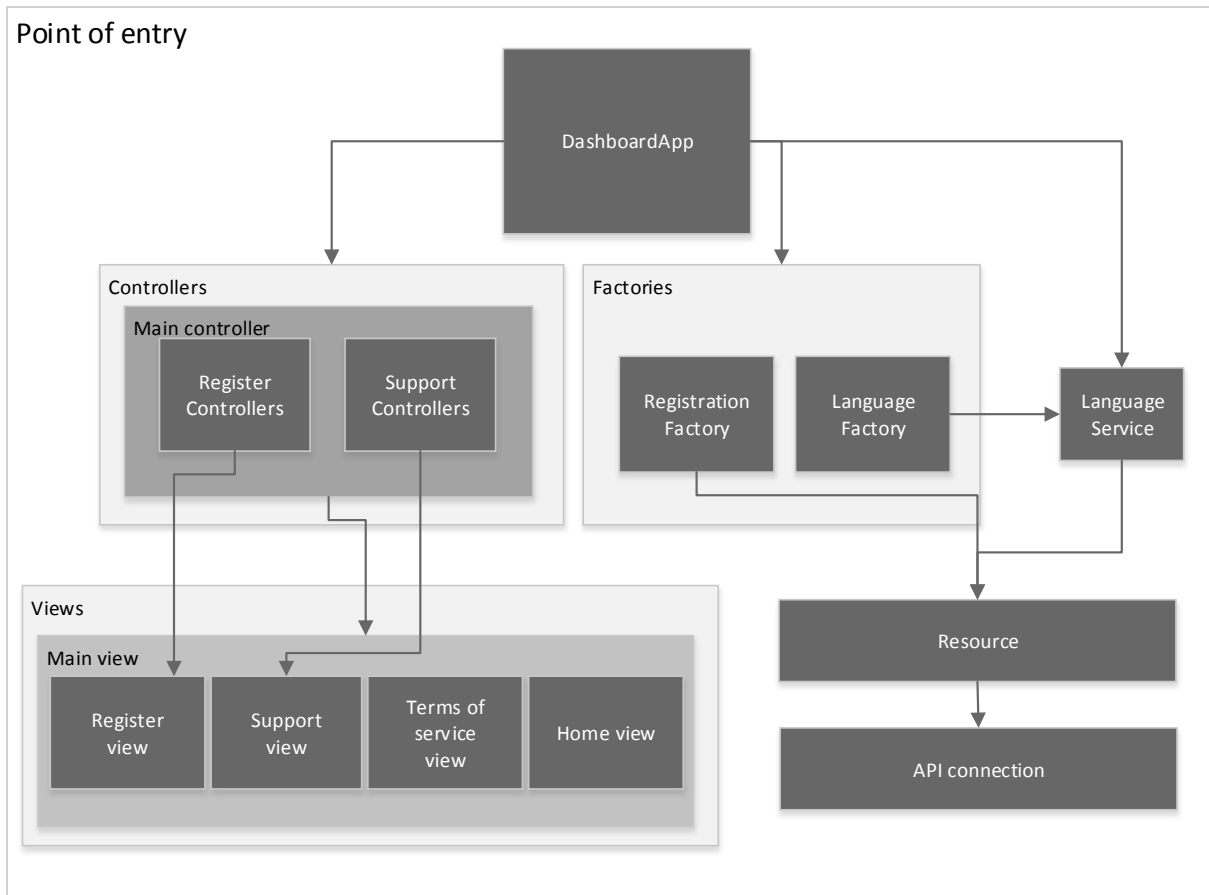 Point of entry
DashboardApp
Controllers
Main controller
Register
Controllers
Support
Controllers
Factories
Registration
Factory
Language
Factory
Language
Service
Views
Main view
Register
view
Support
view
Terms of
service
view
Home view
Resource
API connection